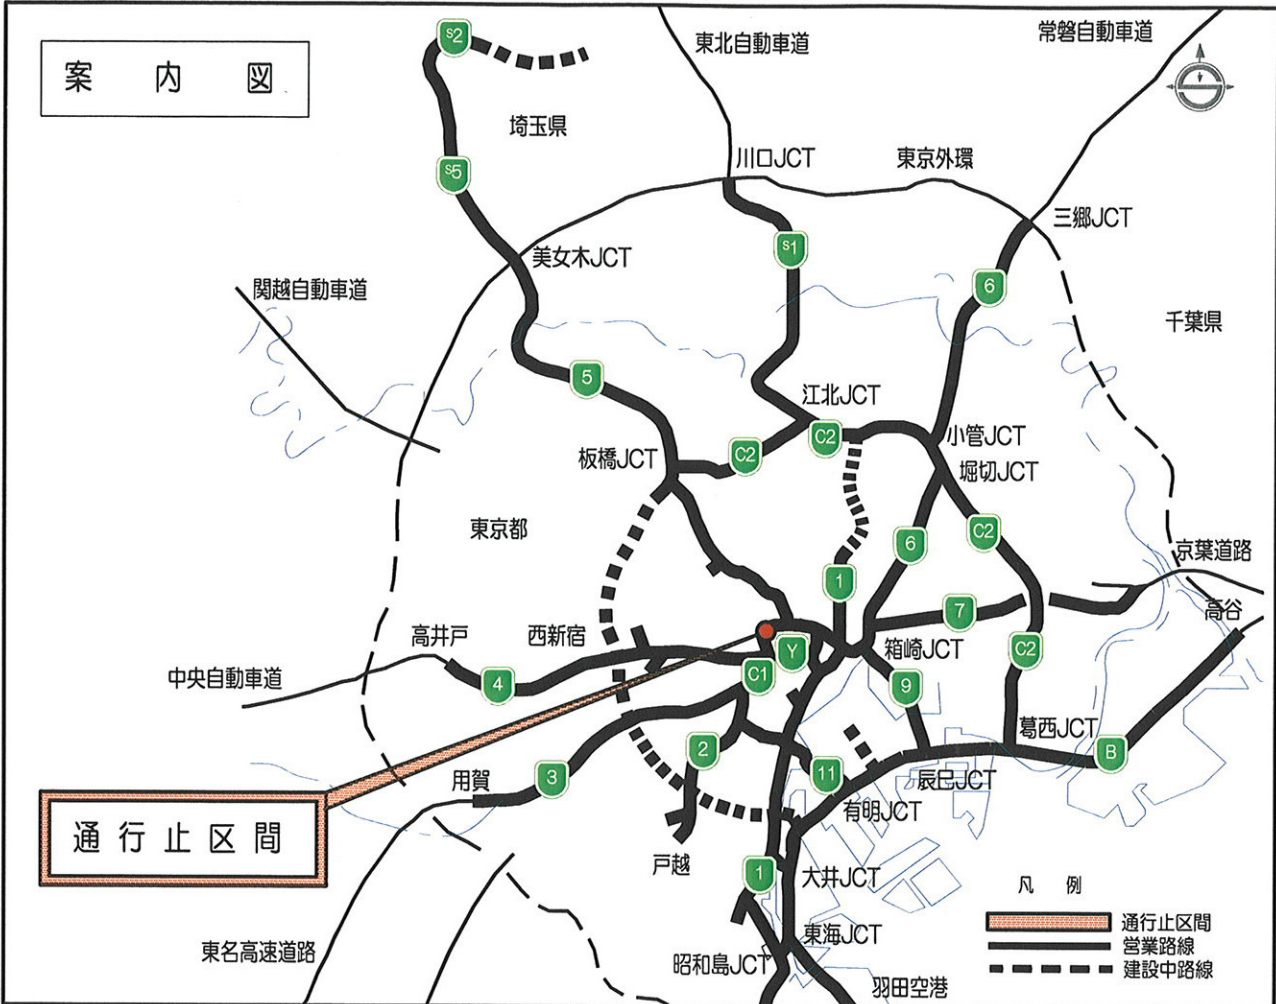 案内図
S2
東北自動車道
常磐自動車道
埼玉県
川口JCT
東京外環
S5
三郷JCT
美女木JCT
S1
6
関越自動車道
千葉県
5
江北JCT
C2
小菅JCT
板橋JCT
C2
堀切JCT
東京都
6
C2
京葉道路
1
7
高谷
高井戸
西新宿
Y
箱崎JCT
C2
中央自動車道
4
C1
9
葛西JCT
2
B
用賀
3
11
辰巳JCT
有明JCT
通行止区間
戸越
1
大井JCT
凡例
通行止区間
東名高速道路
東海JCT
営業路線
昭和島JCT
建設中路線
羽田空港